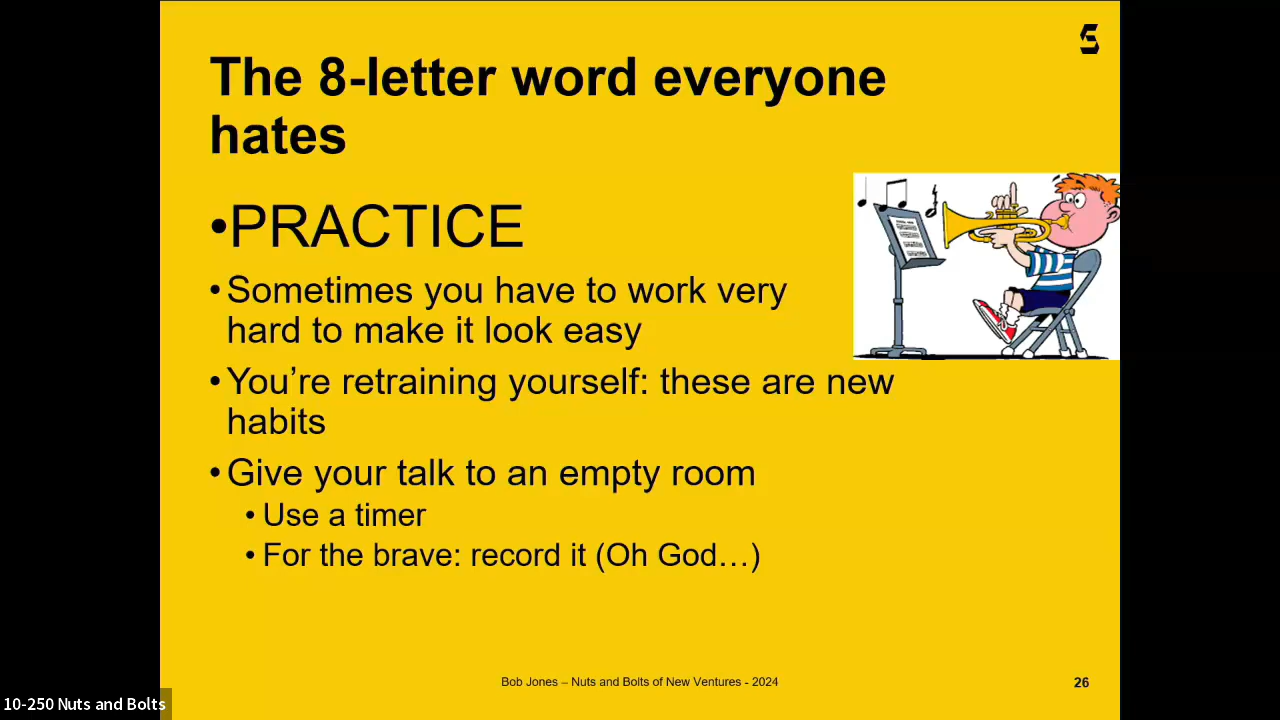 The 8-letter word everyone
hates
•PRACTICE
• Sometimes you have to work very
hard to make it look easy
• You’re retraining yourself: these are new
habits
• Give your talk to an empty room
• Use a timer
• For the brave: record it (Oh God…)
Bob Jones – Nuts and Bolts of New Ventures - 2024
26
10-250 Nuts and Bolts